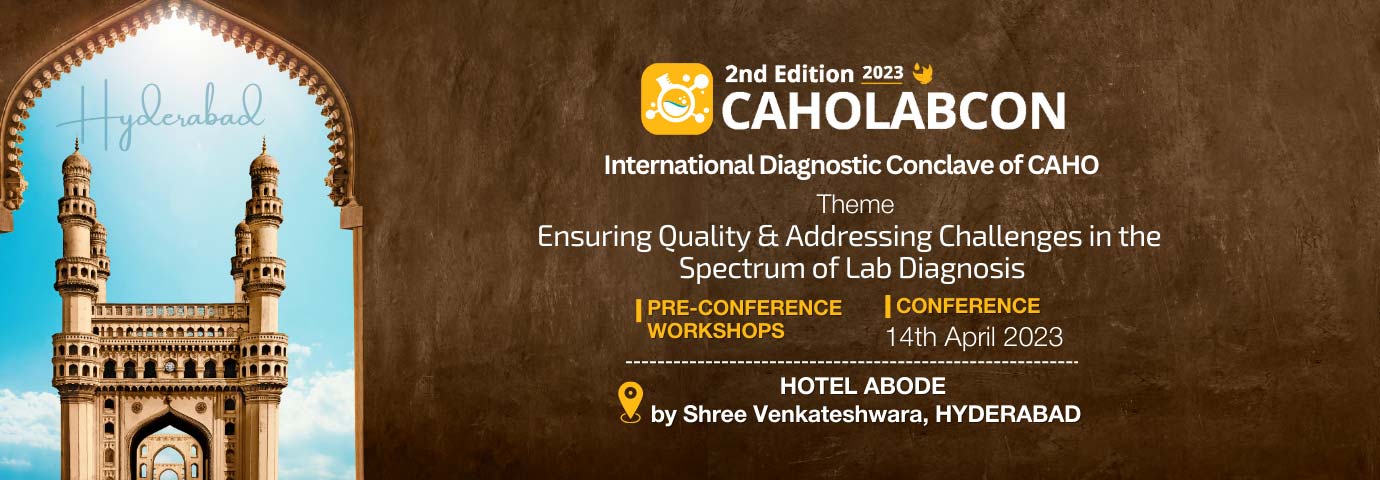 Hyderabad
2nd Edition 2023
CAHOLABCON
International Diagnostic Conclave of CAHO
Theme
Ensuring Quality & Addressing Challenges in the
Spectrum of Lab Diagnosis
PRE-CONFERENCE
WORKSHOPS
CONFERENCE
14th April 2023
HOTEL ABODE
by Shree Venkateshwara, HYDERABAD